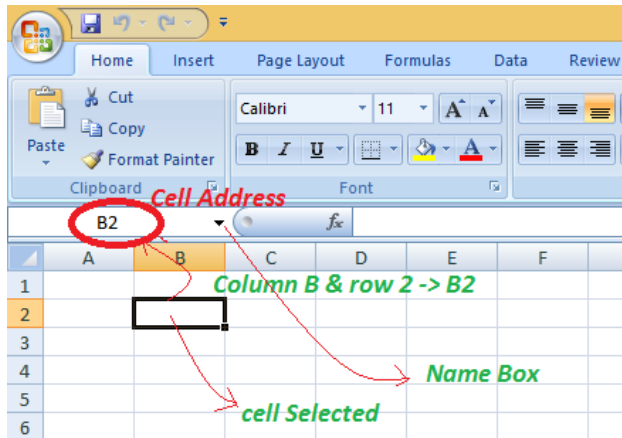 Home Insert Page Layout Formulas Data Review
Cut
Copy
Paste
Format Painter
Calibri 11 A A
B I U A
Clipboard Font
Cell Address
B2 fx
A B C D E F
1 Column B & row 2 -> B2
2
3
4 Name Box
5 cell Selected
6